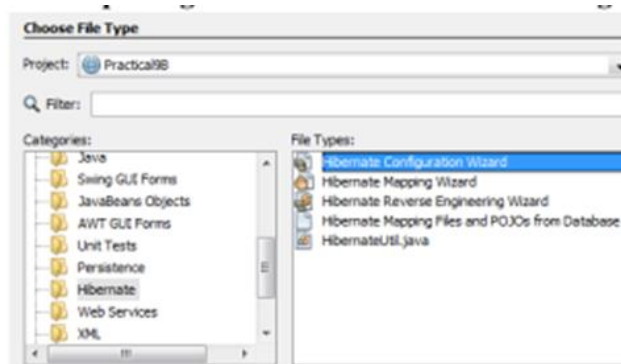 Choose File Type
Project: Practical9B
Filter:
Categories:
Java
Swing GUI Forms
JavaBeans Objects
AWT GUI Forms
Unit Tests
Persistence
Hibernate
Web Services
XML
File Types:
Hibernate Configuration Wizard
Hibernate Mapping Wizard
Hibernate Reverse Engineering Wizard
Hibernate Mapping Files and POJOs from Database
HibernateUtil.java